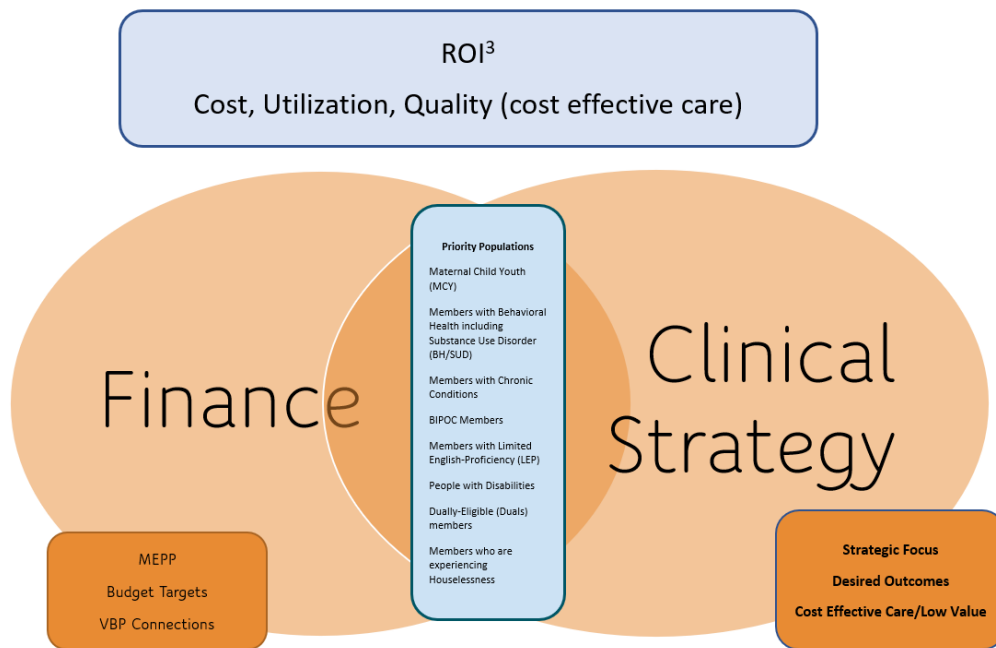 ROI³
Cost, Utilization, Quality (cost effective care)
Finance
Priority Populations
Maternal Child Youth
(MCY)
Members with Behavioral
Health including
Substance Use Disorder
(BH/SUD)
Members with Chronic
Conditions
BIPOC Members
Members with Limited
English-Proficiency (LEP)
People with Disabilities
Dually-Eligible (Duals)
members
Members who are
experiencing
Houselessness
Clinical
Strategy
MEPP
Budget Targets
VBP Connections
Strategic Focus
Desired Outcomes
Cost Effective Care/Low Value